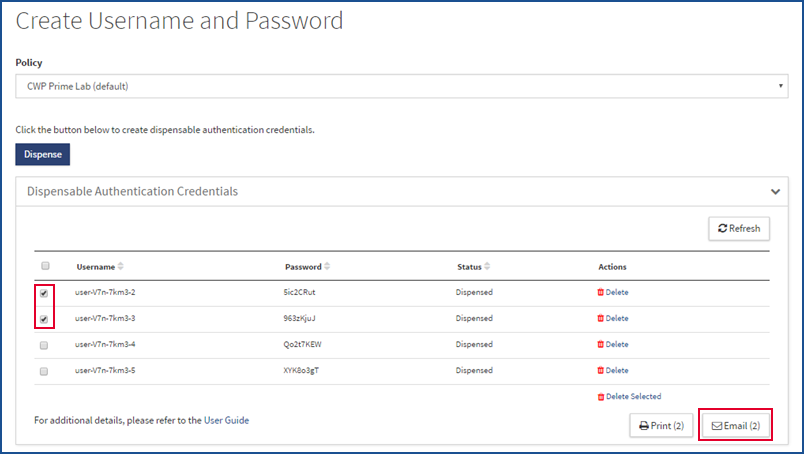 Create Username and Password
Policy
CWP Prime Lab (default)
Click the button below to create dispensable authentication credentials.
Dispense
Dispensable Authentication Credentials
Refresh
Username Password Status Actions
user-V7n-7km3-2 5ic2CRut Dispensed Delete
user-V7n-7km3-3 963zKjuJ Dispensed Delete
user-V7n-7km3-4 Qo2t7KEW Dispensed Delete
user-V7n-7km3-5 XYK8o3gT Dispensed Delete
Delete Selected
For additional details, please refer to the User Guide
Print (2) Email (2)